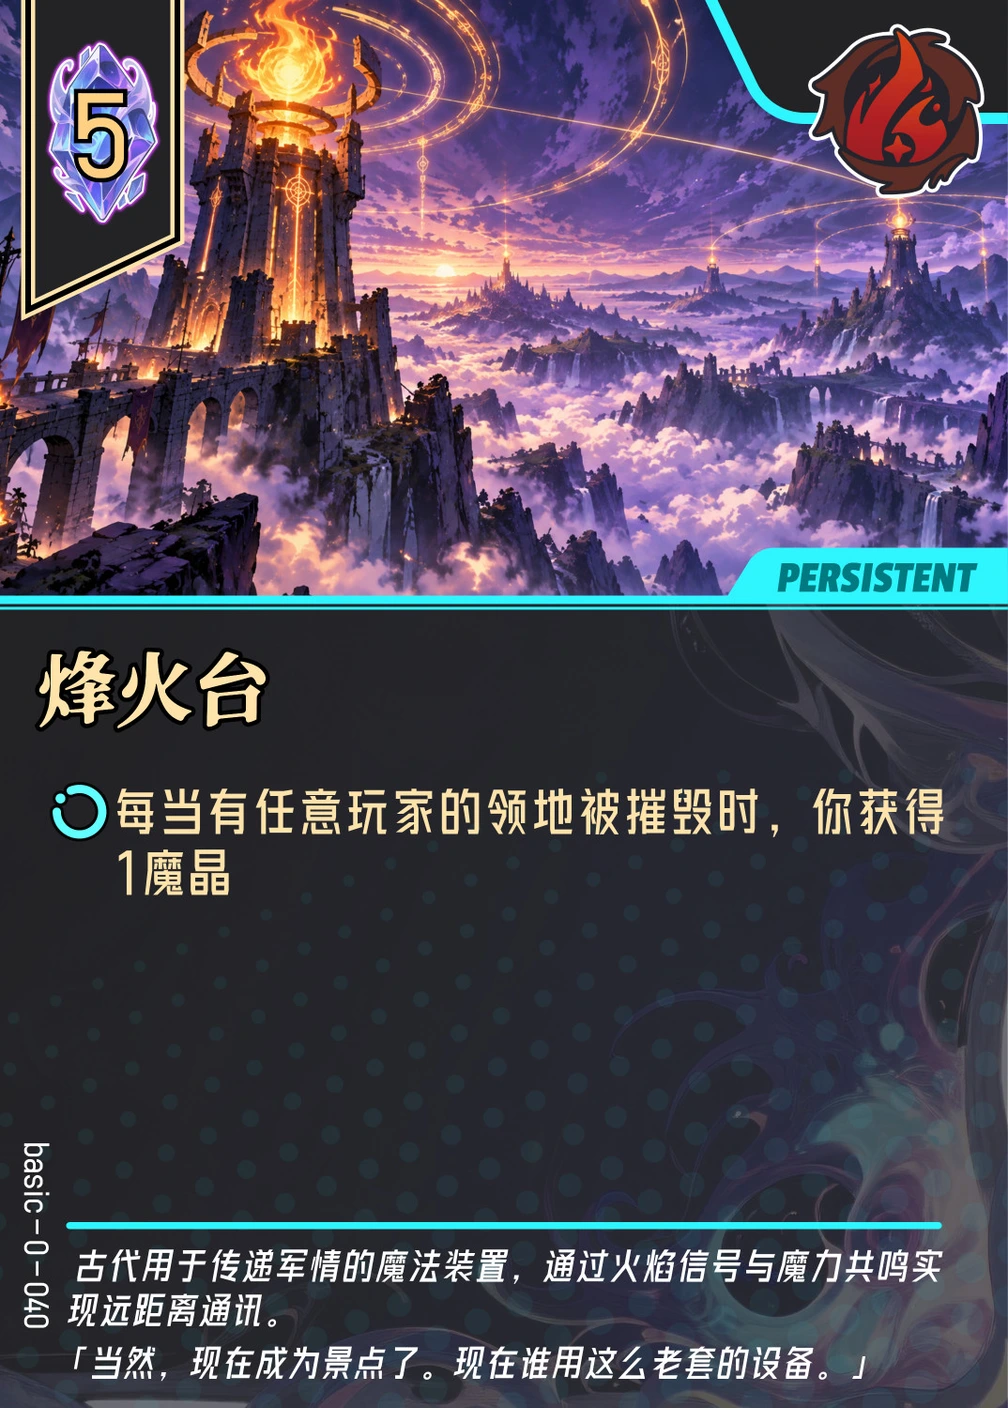 5
PERSISTENT
烽火台
每当有任意玩家的领地被摧毁时，你获得
1魔晶
basic-0-040
古代用于传递军情的魔法装置，通过火焰信号与魔力共鸣实
现远距离通讯。
「当然，现在成为景点了。现在谁用这么老套的设备。」